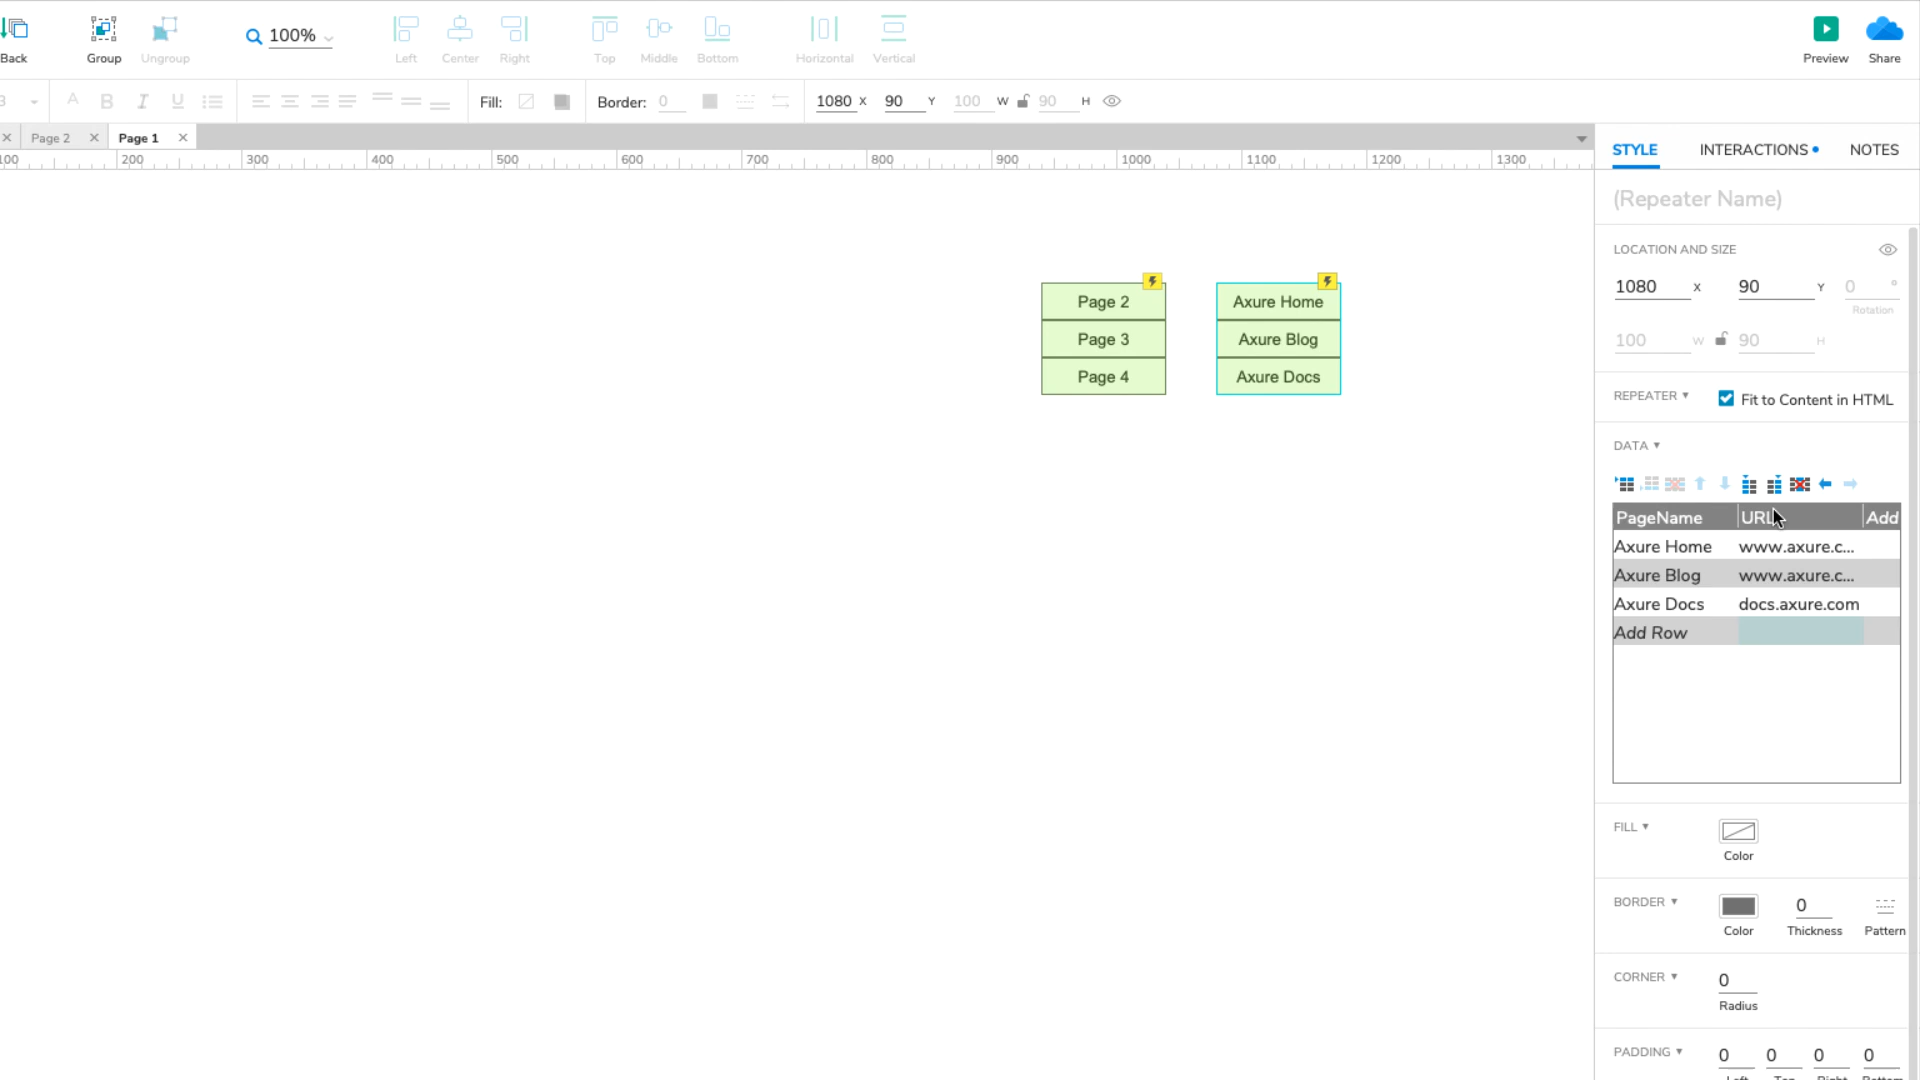 Back
Group
Ungroup
100%
Left
Center
Right
Top
Middle
Bottom
Horizontal
Vertical
Preview
Share
Fill:
Border: 0
1080 X
90 Y
100 W
90 H
Page 2
Page 1
200
300
400
500
600
700
800
900
1000
1100
1200
1300
STYLE
INTERACTIONS
NOTES
(Repeater Name)
LOCATION AND SIZE
1080 X
90 Y
0 °
Rotation
100 W
90 H
REPEATER
Fit to Content in HTML
DATA
PageName
URL
Add
Axure Home
www.axure.c...
Axure Blog
www.axure.c...
Axure Docs
docs.axure.com
Add Row
FILL
Color
BORDER
0
Color
Thickness
Pattern
CORNER
0
Radius
PADDING
0
0
0
0
Page 2
Page 3
Page 4
Axure Home
Axure Blog
Axure Docs